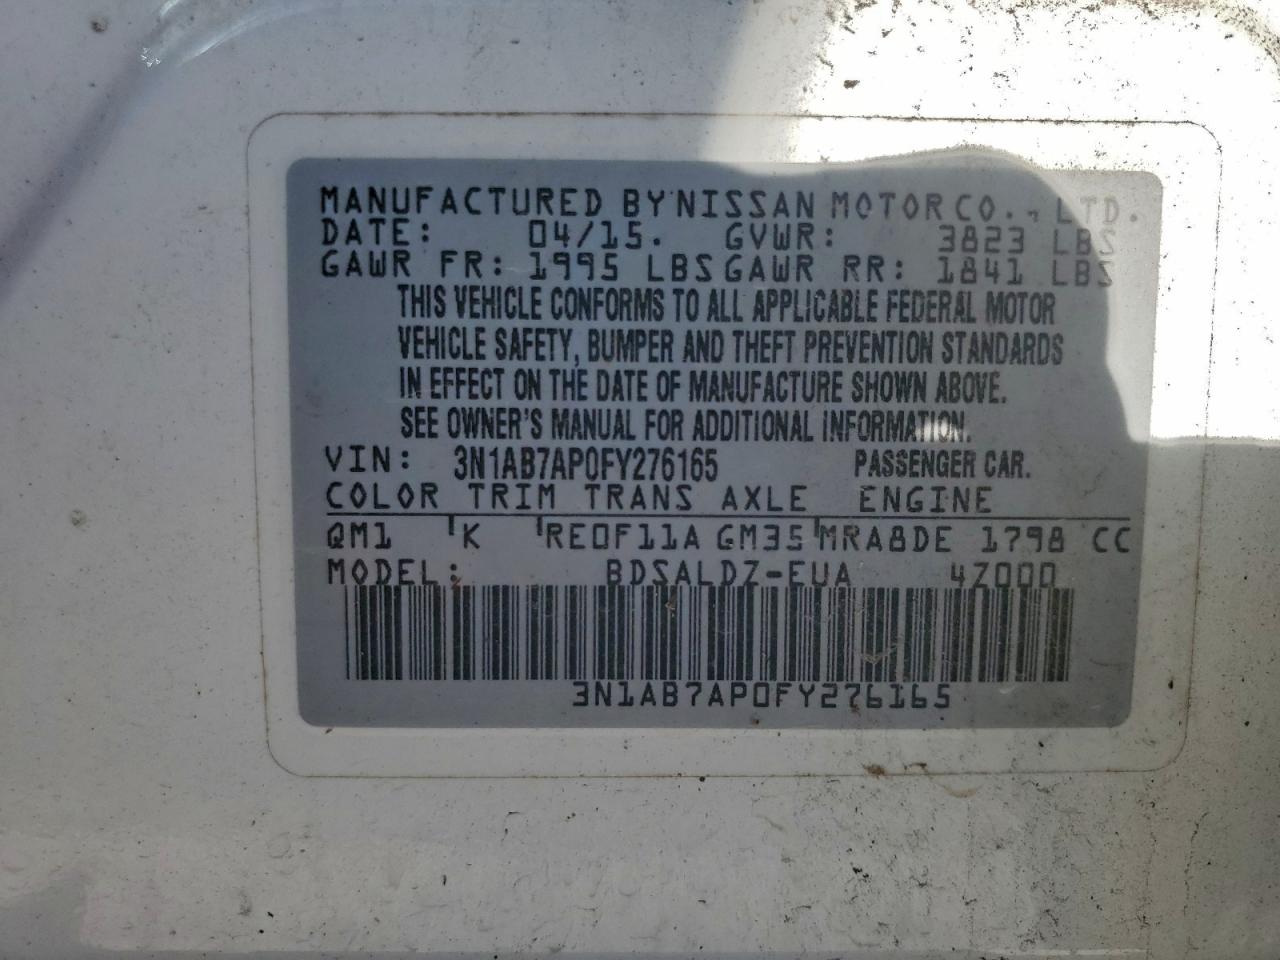 MANUFACTURED BY NISSAN MOTOR CO., LTD.
DATE: 04/15. GVWR: 3823 LBS
GAWR FR: 1995 LBS GAWR RR: 1841 LBS
THIS VEHICLE CONFORMS TO ALL APPLICABLE FEDERAL MOTOR
VEHICLE SAFETY, BUMPER AND THEFT PREVENTION STANDARDS
IN EFFECT ON THE DATE OF MANUFACTURE SHOWN ABOVE.
SEE OWNER'S MANUAL FOR ADDITIONAL INFORMATION.
VIN: 3N1AB7AP0FY276165 PASSENGER CAR.
COLOR TRIM TRANS AXLE ENGINE
QM1 K RE0F11A GM35 MRA8DE 1798 CC
MODEL: BDSALDZ-EUA 4Z000
3N1AB7AP0FY276165